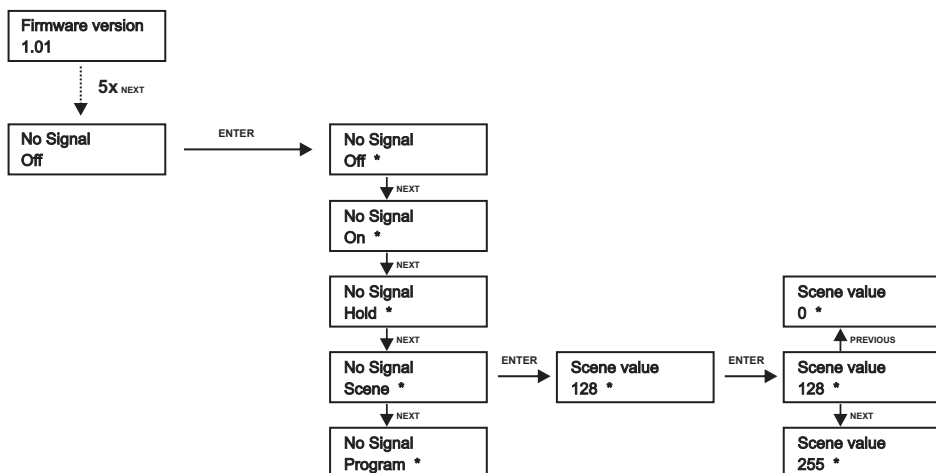 Firmware version
1.01
5x NEXT
No Signal
Off
ENTER
No Signal
Off *
NEXT
No Signal
On *
NEXT
No Signal
Hold *
NEXT
No Signal
Scene *
ENTER
Scene value
128 *
ENTER
Scene value
0 *
PREVIOUS
Scene value
128 *
NEXT
Scene value
255 *
NEXT
No Signal
Program *